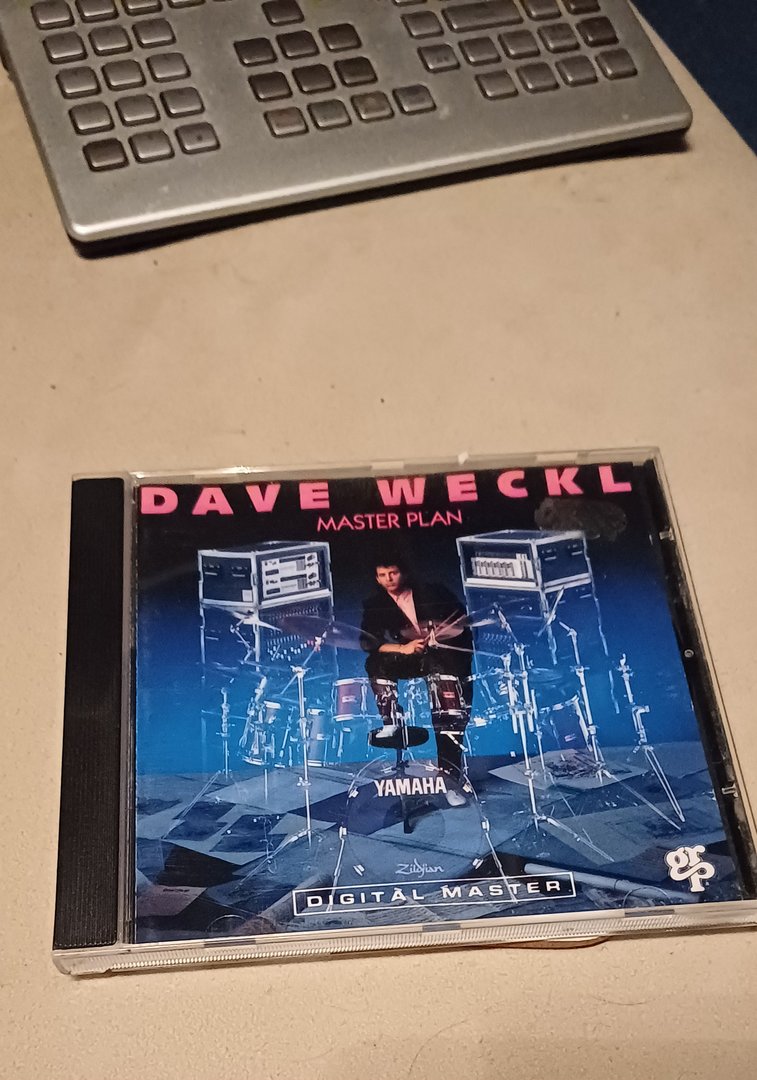 DAVE WECKL
MASTER PLAN
YAMAHA
Zildjian
DIGITAL MASTER
grp